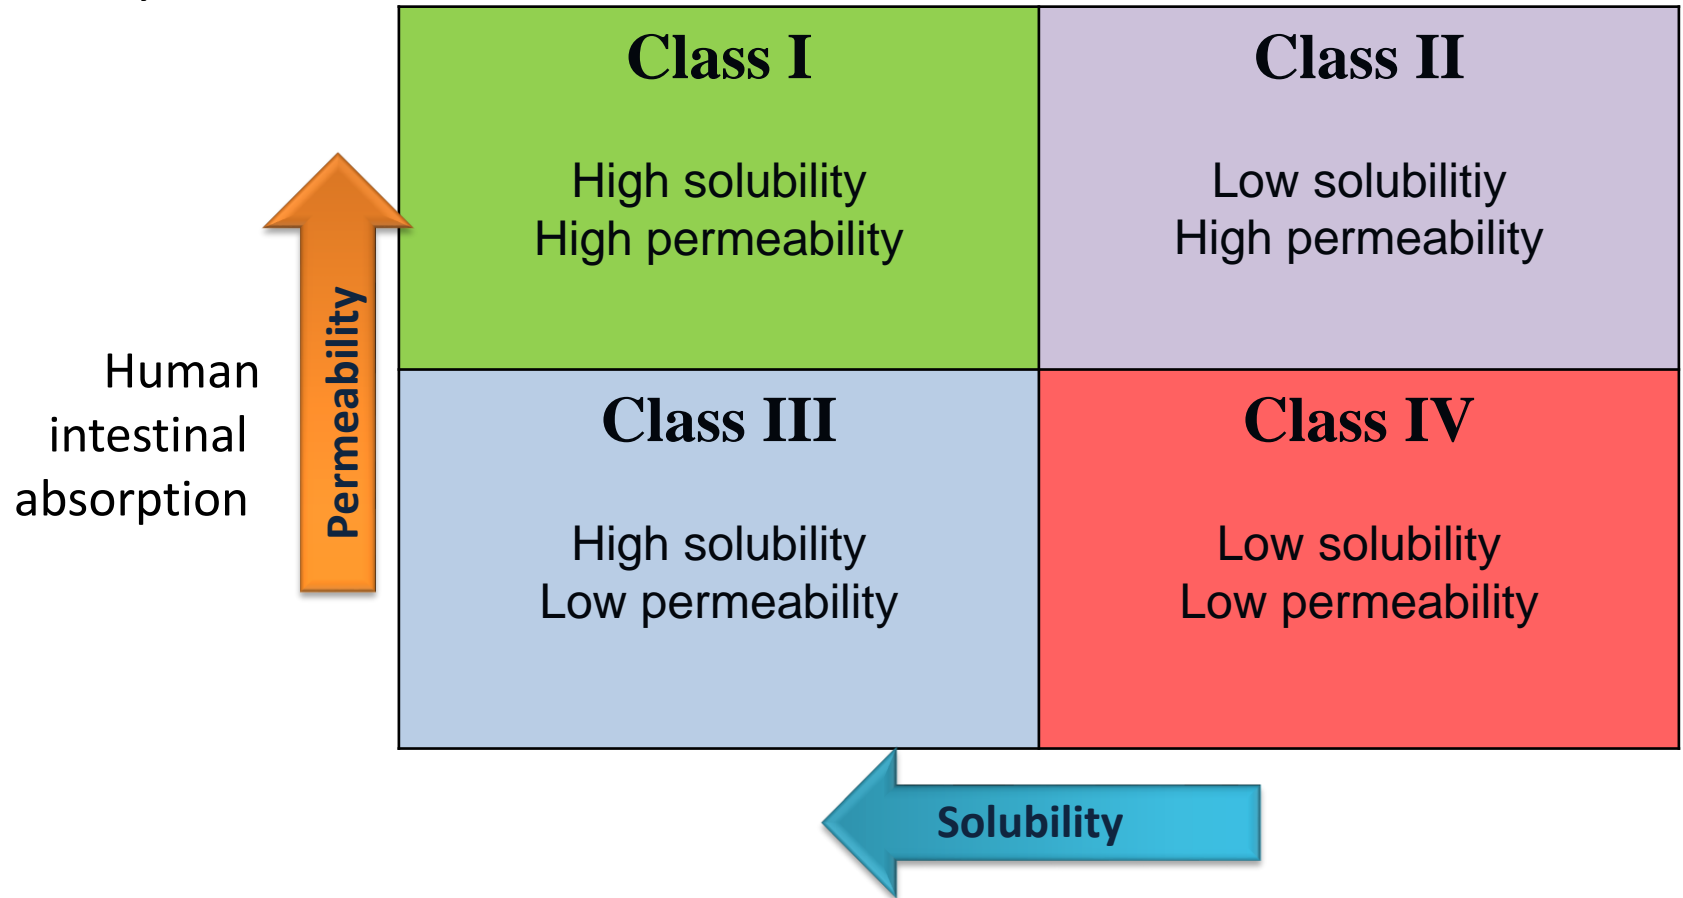 Class I
High solubility
High permeability
Class II
Low solubilitiy
High permeability
Permeability
Human
intestinal
absorption
Class III
High solubility
Low permeability
Class IV
Low solubility
Low permeability
Solubility